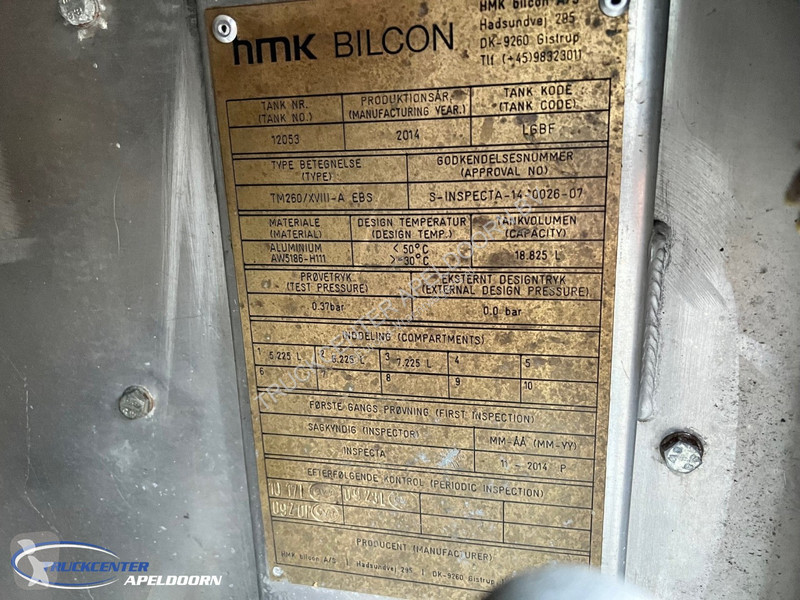 hmk BILCON
HMK bilcon A/S
Hadsundvej 295
DK-9260 Gistrup
Tlf (+45)98323011
TANK NR.
(TANK NO.)
PRODUKTIONSÅR
(MANUFACTURING YEAR.)
TANK KODE
(TANK CODE)
12053
2014
LGBF
TYPE BETEGNELSE
(TYPE)
GODKENDELSESNUMMER
(APPROVAL NO)
TM260/XVIII-A EBS
S-INSPECTA-14-0026-07
MATERIALE
(MATERIAL)
DESIGN TEMPERATUR
(DESIGN TEMP.)
TANKVOLUMEN
(CAPACITY)
ALUMINIUM
AW5186-H111
< 50°C
>-30°C
18.825 L
PRØVETRYK
(TEST PRESSURE)
EKSTERNT DESIGNTRYK
(EXTERNAL DESIGN PRESSURE)
0.37bar
0.0 bar
INDDELING (COMPARTMENTS)
1 5.225 L 2 6.225 L 3 7.225 L 4 5
6 7 8 9 10
FØRSTE GANGS PRØVNING (FIRST INSPECTION)
SAGKYNDIG (INSPECTOR)
MM-ÅÅ (MM-YY)
INSPECTA
11 - 2014 P
EFTERFØLGENDE KONTROL (PERIODIC INSPECTION)
PRODUCENT (MANUFACTURER)
HMK bilcon A/S | Hadsundvej 295 | DK-9260 Gistrup
TRUCKCENTER APELDOORN
TRUCKCENTER
APELDOORN